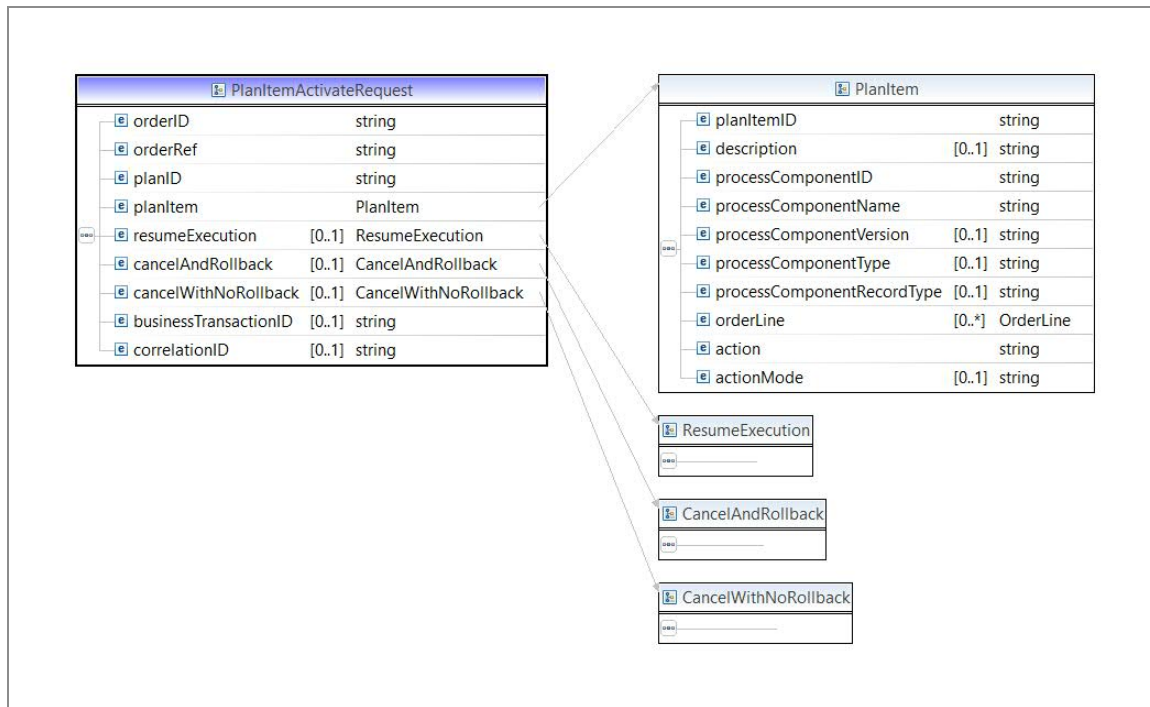 PlanItemActivateRequest
orderID string
orderRef string
planID string
planItem PlanItem
resumeExecution [0..1] ResumeExecution
cancelAndRollback [0..1] CancelAndRollback
cancelWithNoRollback [0..1] CancelWithNoRollback
businessTransactionID [0..1] string
correlationID [0..1] string
PlanItem
planItemID string
description [0..1] string
processComponentID string
processComponentName string
processComponentVersion [0..1] string
processComponentType [0..1] string
processComponentRecordType [0..1] string
orderLine [0..*] OrderLine
action string
actionMode [0..1] string
ResumeExecution
CancelAndRollback
CancelWithNoRollback